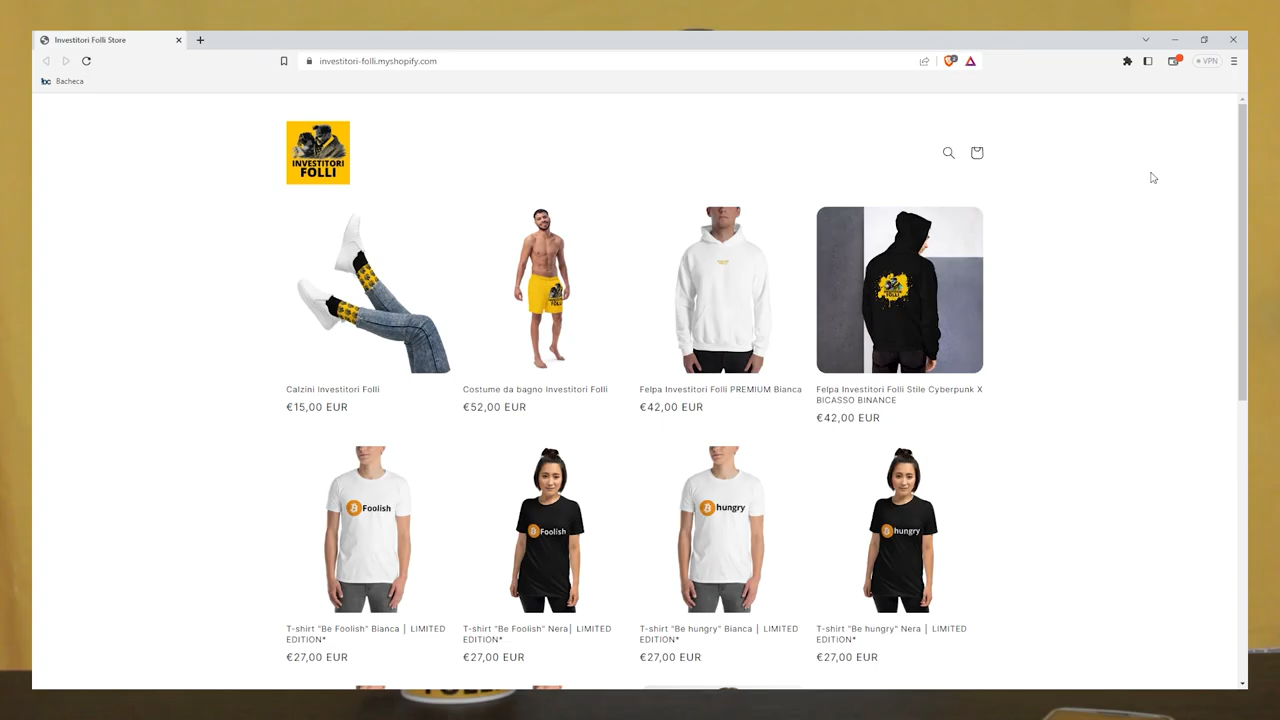 Investitori Folli Store
investitori-folli.myshopify.com
VPN
Bacheca
INVESTITORI
FOLLI
Calzini Investitori Folli
€15,00 EUR
Costume da bagno Investitori Folli
€52,00 EUR
Felpa Investitori Folli PREMIUM Bianca
€42,00 EUR
Felpa Investitori Folli Stile Cyberpunk X
BICASSO BINANCE
€42,00 EUR
Foolish
Foolish
hungry
hungry
T-shirt "Be Foolish" Bianca | LIMITED
EDITION*
€27,00 EUR
T-shirt "Be Foolish" Nera| LIMITED
EDITION*
€27,00 EUR
T-shirt "Be hungry" Bianca | LIMITED
EDITION*
€27,00 EUR
T-shirt "Be hungry" Nera | LIMITED
EDITION*
€27,00 EUR
FOLLI